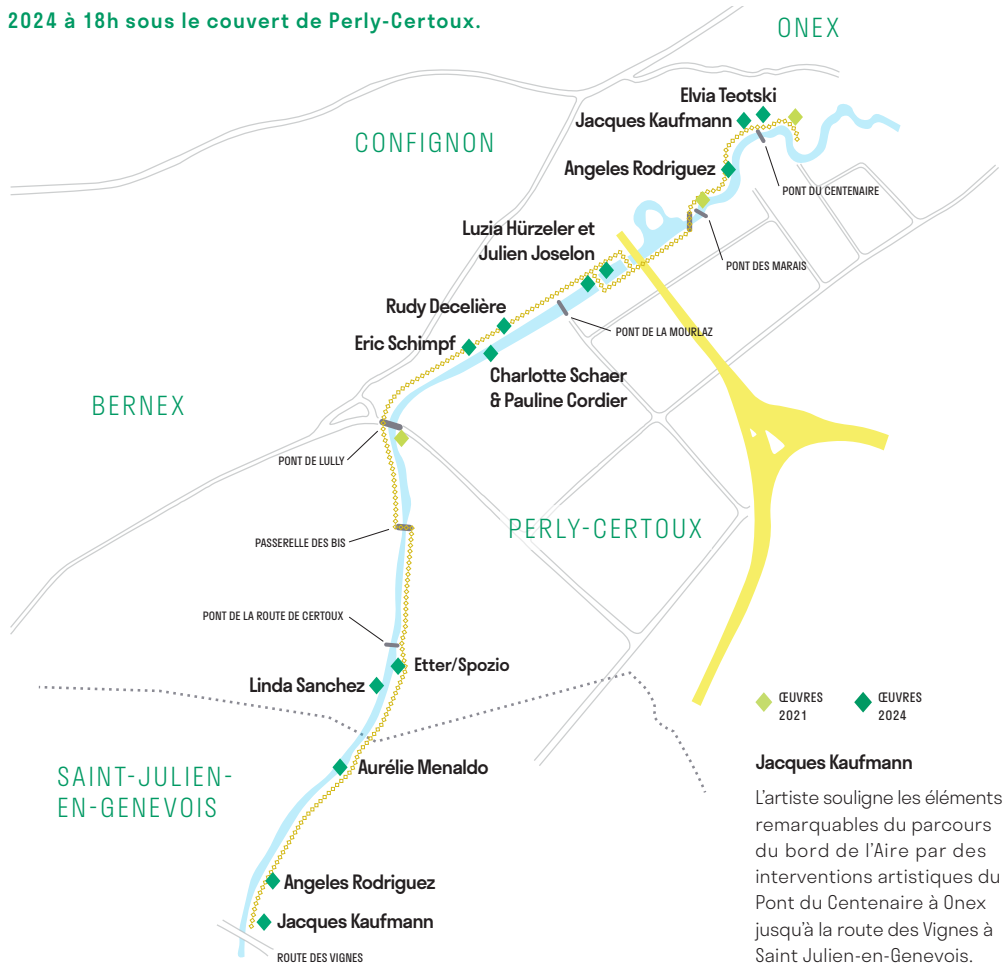 2024 à 18h sous le couvert de Perly-Certoux.
ONEX
Elvia Teotski
Jacques Kaufmann
CONFIGNON
Angeles Rodriguez
PONT DU CENTENAIRE
Luzia Hürzeler et
Julien Joselon
PONT DES MARAIS
Rudy Decelière
PONT DE LA MOURLAZ
Eric Schimpf
Charlotte Schaer
& Pauline Cordier
BERNEX
PONT DE LULLY
PERLY-CERTOUX
PASSERELLE DES BIS
PONT DE LA ROUTE DE CERTOUX
Etter/Spozio
Linda Sanchez
ŒUVRES
2021
ŒUVRES
2024
Aurélie Menaldo
SAINT-JULIEN-
EN-GENEVOIS
Angeles Rodriguez
Jacques Kaufmann
ROUTE DES VIGNES
Jacques Kaufmann
L'artiste souligne les éléments
remarquables du parcours
du bord de l'Aire par des
interventions artistiques du
Pont du Centenaire à Onex
jusqu'à la route des Vignes à
Saint Julien-en-Genevois.